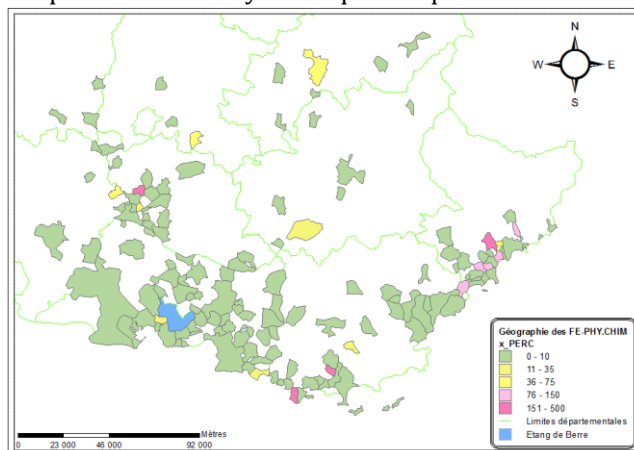 N
W E
S
Géographie des FE-PHY.CHIM
x_PERC
0 - 10
11 - 35
36 - 75
76 - 150
151 - 500
Limites départementales
Etang de Berre
Mètres
0 23 000 46 000 92 000